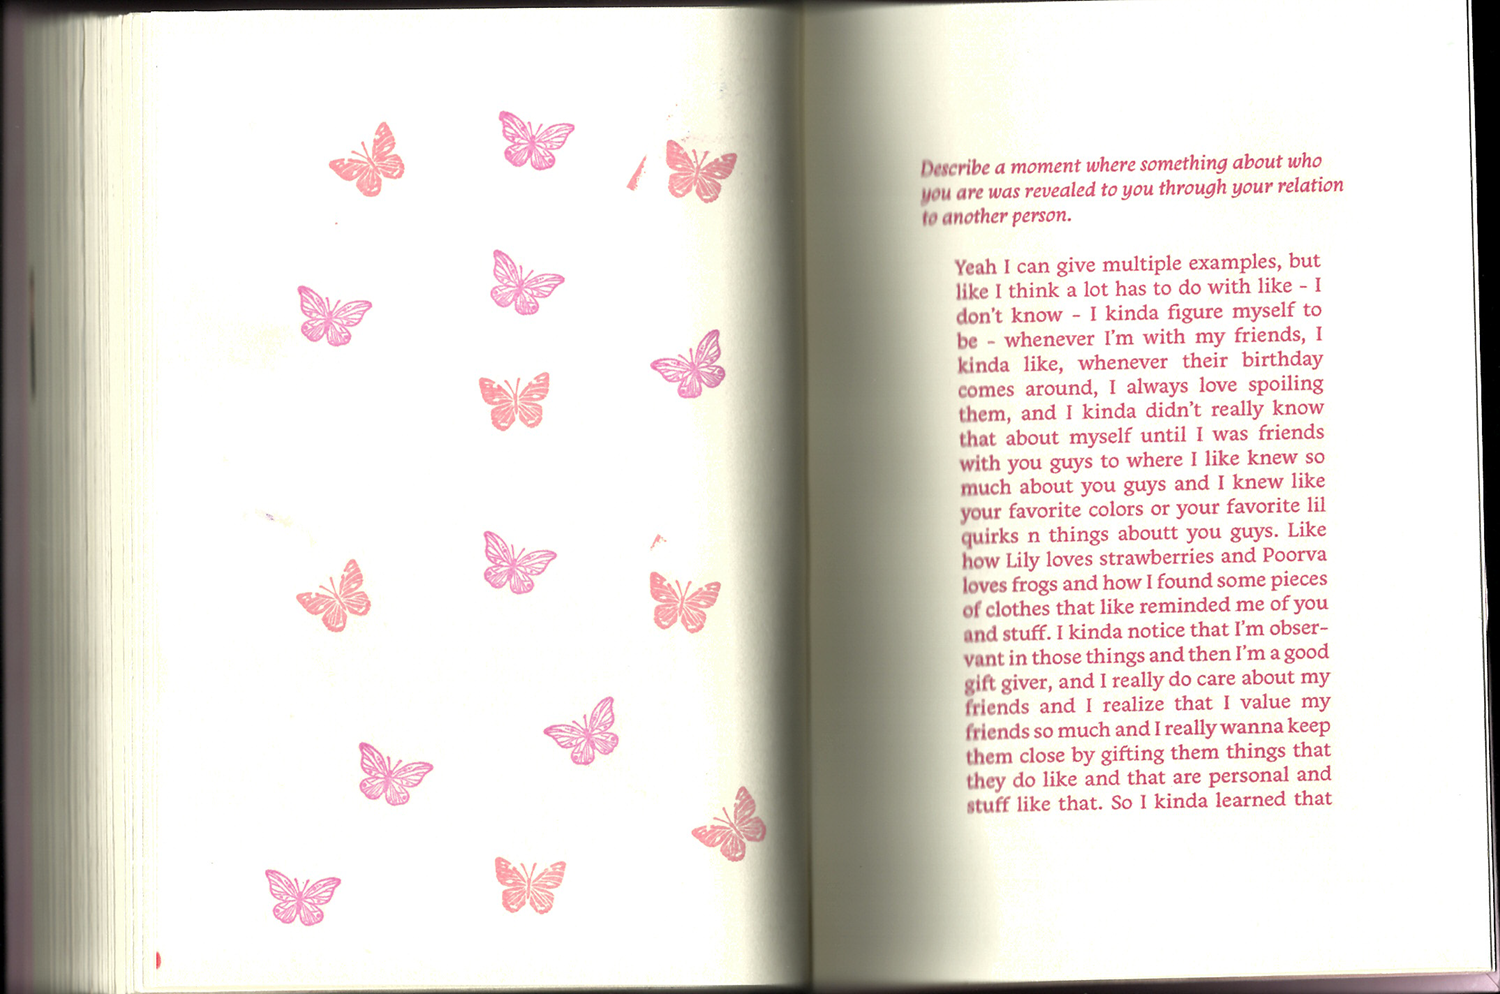 Describe a moment where something about who
you are was revealed to you through your relation
to another person.
Yeah I can give multiple examples, but
like I think a lot has to do with like - I
don't know - I kinda figure myself to
be - whenever I'm with my friends, I
kinda like, whenever their birthday
comes around, I always love spoiling
them, and I kinda didn't really know
that about myself until I was friends
with you guys to where I like knew so
much about you guys and I knew like
your favorite colors or your favorite lil
quirks n things aboutt you guys. Like
how Lily loves strawberries and Poorva
loves frogs and how I found some pieces
of clothes that like reminded me of you
and stuff. I kinda notice that I'm obser-
vant in those things and then I'm a good
gift giver, and I really do care about my
friends and I realize that I value my
friends so much and I really wanna keep
them close by gifting them things that
they do like and that are personal and
stuff like that. So I kinda learned that